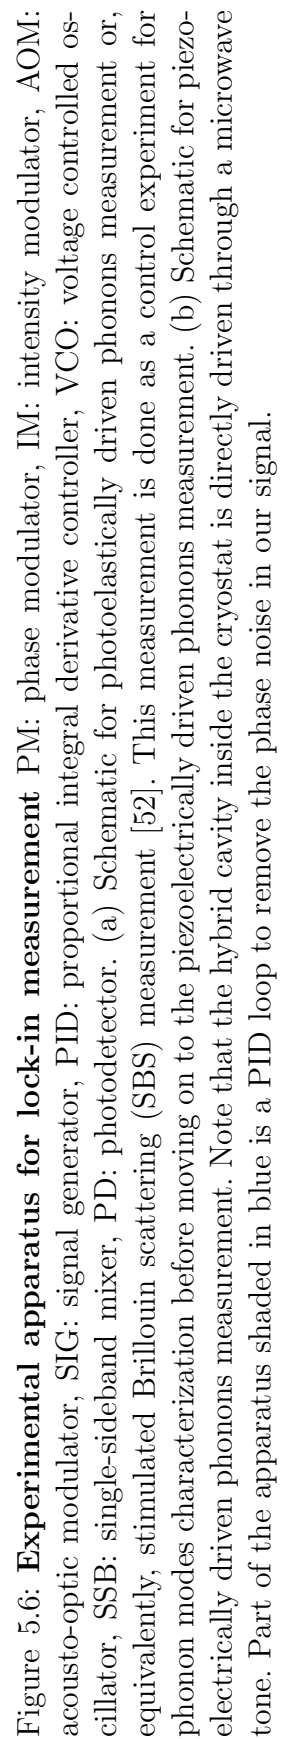 Figure 5.6: Experimental apparatus for lock-in measurement PM: phase modulator, IM: intensity modulator, AOM:
acousto-optic modulator, SIG: signal generator, PID: proportional integral derivative controller, VCO: voltage controlled os-
cillator, SSB: single-sideband mixer, PD: photodetector. (a) Schematic for photoelastically driven phonons measurement or,
equivalently, stimulated Brillouin scattering (SBS) measurement [52]. This measurement is done as a control experiment for
phonon modes characterization before moving on to the piezoelectrically driven phonons measurement. (b) Schematic for piezo-
electrically driven phonons measurement. Note that the hybrid cavity inside the cryostat is directly driven through a microwave
tone. Part of the apparatus shaded in blue is a PID loop to remove the phase noise in our signal.